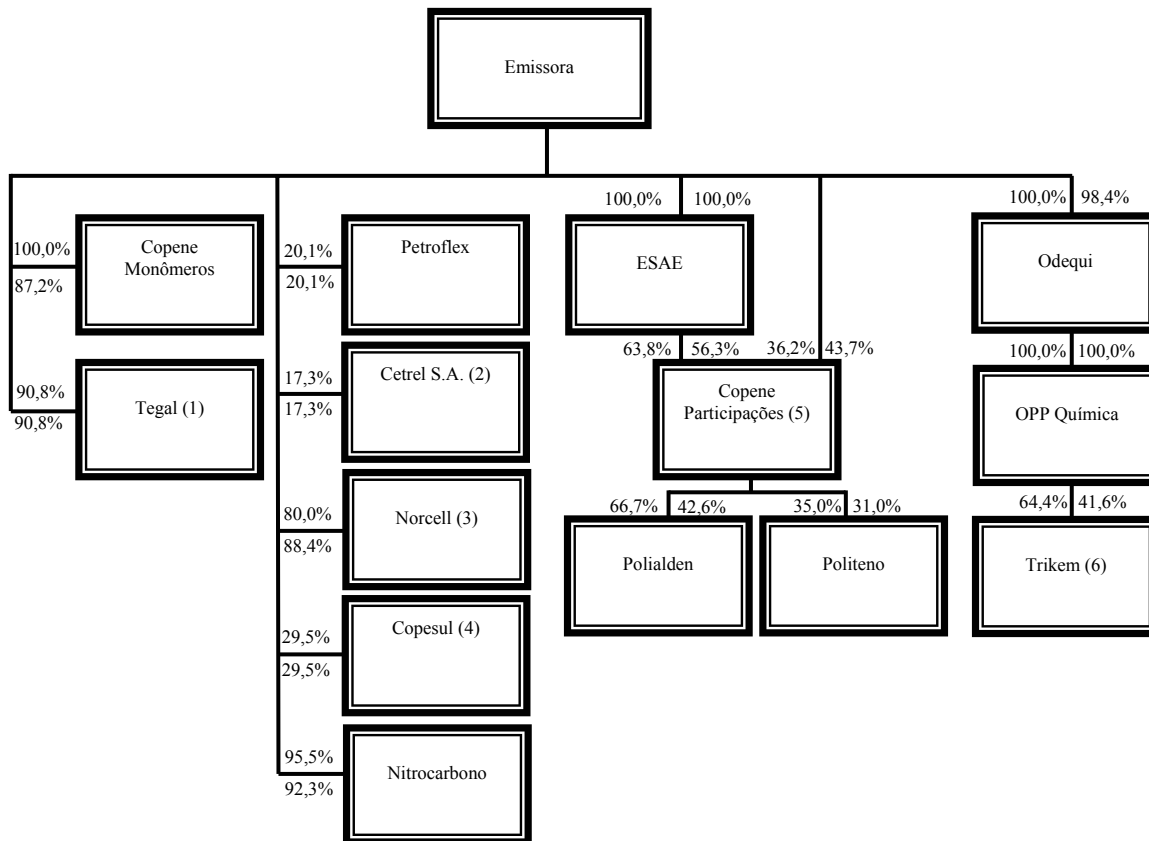 Emissora
100,0%
100,0%
100,0%
98,4%
Copene
Monômeros
100,0%
87,2%
Petroflex
20,1%
20,1%
ESAE
Odequi
63,8%
56,3%
36,2%
43,7%
100,0%
100,0%
Tegal (1)
90,8%
90,8%
Cetrel S.A. (2)
17,3%
17,3%
Copene
Participações (5)
OPP Química
Norcell (3)
80,0%
88,4%
66,7%
42,6%
35,0%
31,0%
64,4%
41,6%
Polialden
Politeno
Trikem (6)
Copesul (4)
29,5%
29,5%
95,5%
92,3%
Nitrocarbono